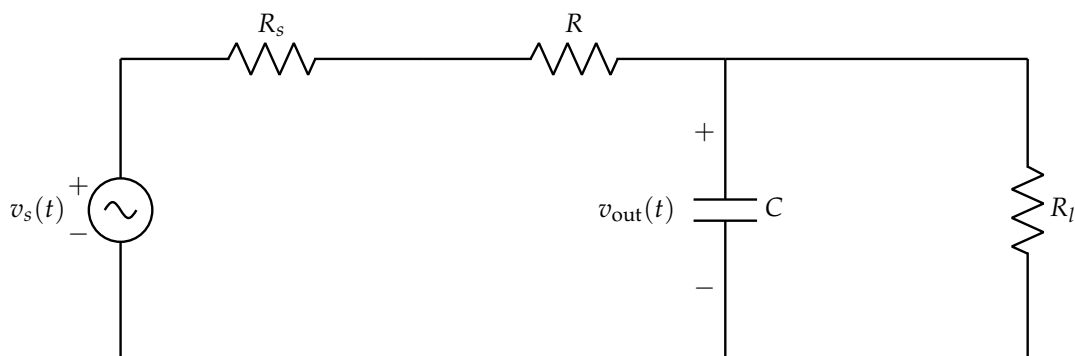 R_s
R
+
+
v_s(t)
−
v_out(t)
C
R_l
−